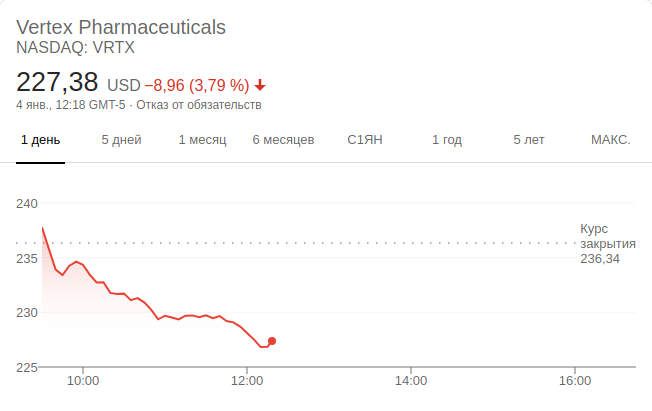 Vertex Pharmaceuticals
NASDAQ: VRTX
227,38 USD −8,96 (3,79 %)
4 янв., 12:18 GMT-5 · Отказ от обязательств
1 день 5 дней 1 месяц 6 месяцев С1ЯН 1 год 5 лет МАКС.
240
Курс
закрытия
236,34
235
230
225
10:00 12:00 14:00 16:00